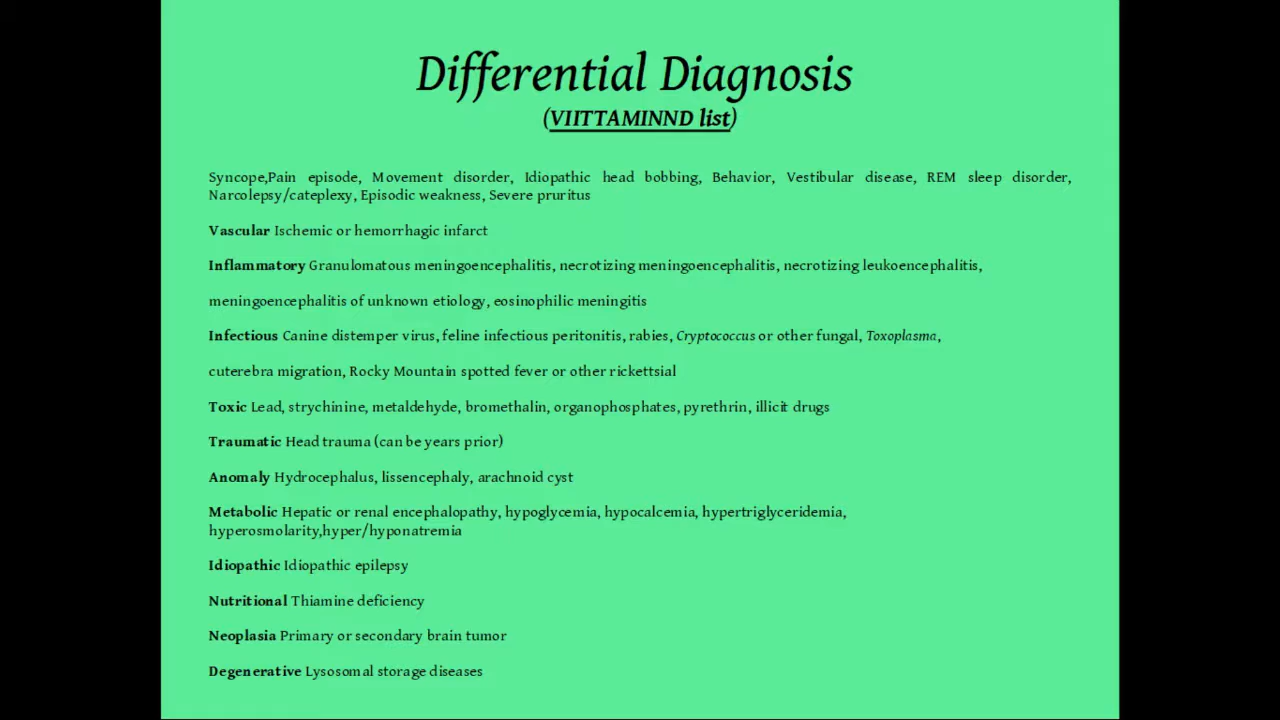 Differential Diagnosis
(VIITTAMINND list)
Syncope,Pain episode, Movement disorder, Idiopathic head bobbing, Behavior, Vestibular disease, REM sleep disorder,
Narcolepsy/cateplexy, Episodic weakness, Severe pruritus
Vascular Ischemic or hemorrhagic infarct
Inflammatory Granulomatous meningoencephalitis, necrotizing meningoencephalitis, necrotizing leukoencephalitis,
meningoencephalitis of unknown etiology, eosinophilic meningitis
Infectious Canine distemper virus, feline infectious peritonitis, rabies, Cryptococcus or other fungal, Toxoplasma,
cuterebra migration, Rocky Mountain spotted fever or other rickettsial
Toxic Lead, strychinine, metaldehyde, bromethalin, organophosphates, pyrethrin, illicit drugs
Traumatic Head trauma (can be years prior)
Anomaly Hydrocephalus, lissencephaly, arachnoid cyst
Metabolic Hepatic or renal encephalopathy, hypoglycemia, hypocalcemia, hypertriglyceridemia,
hyperosmolarity,hyper/hyponatremia
Idiopathic Idiopathic epilepsy
Nutritional Thiamine deficiency
Neoplasia Primary or secondary brain tumor
Degenerative Lysosomal storage diseases